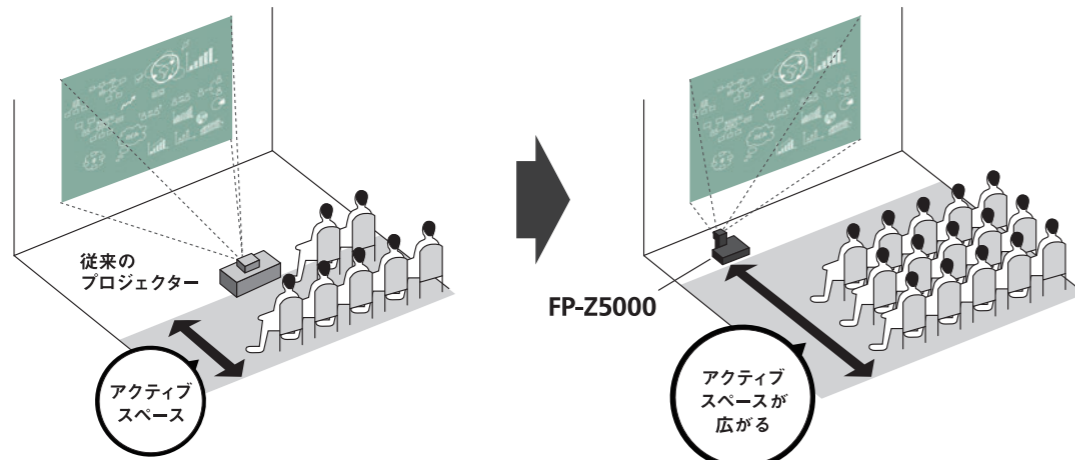 従来の
プロジェクター
アクティブ
スペース
FP-Z5000
アクティブ
スペースが
広がる